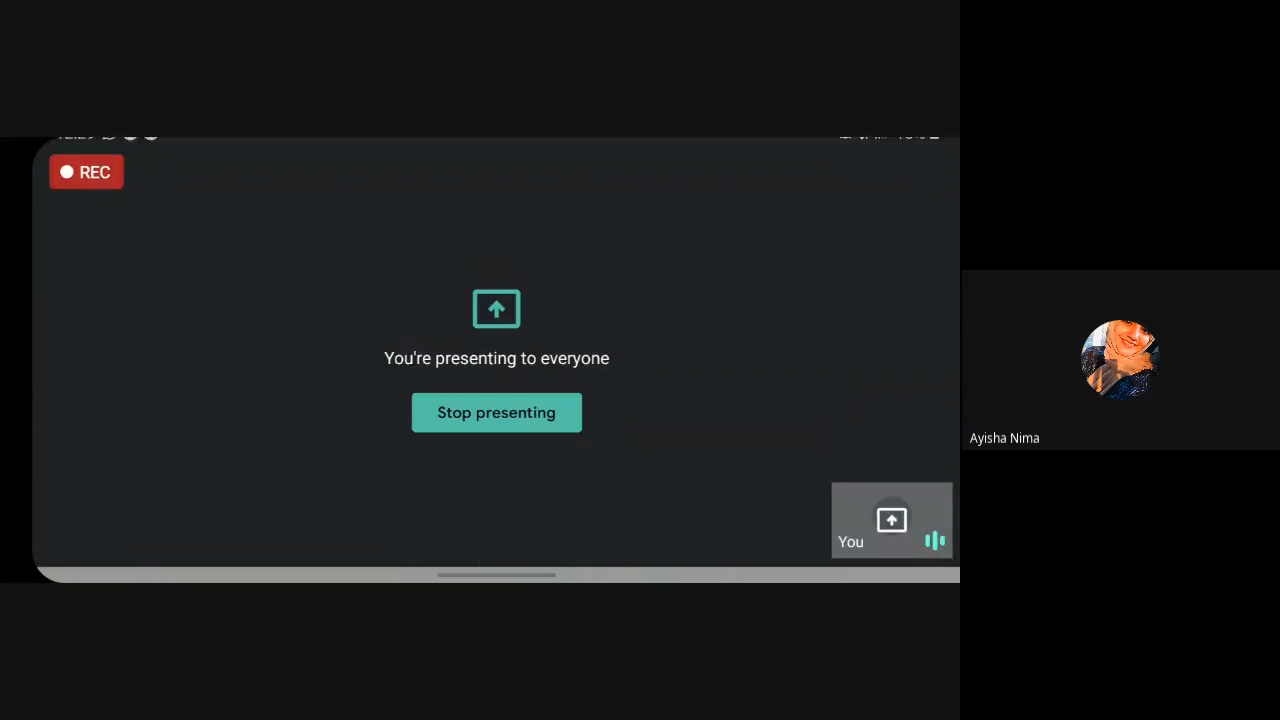 REC
You're presenting to everyone
Stop presenting
You
Ayisha Nima